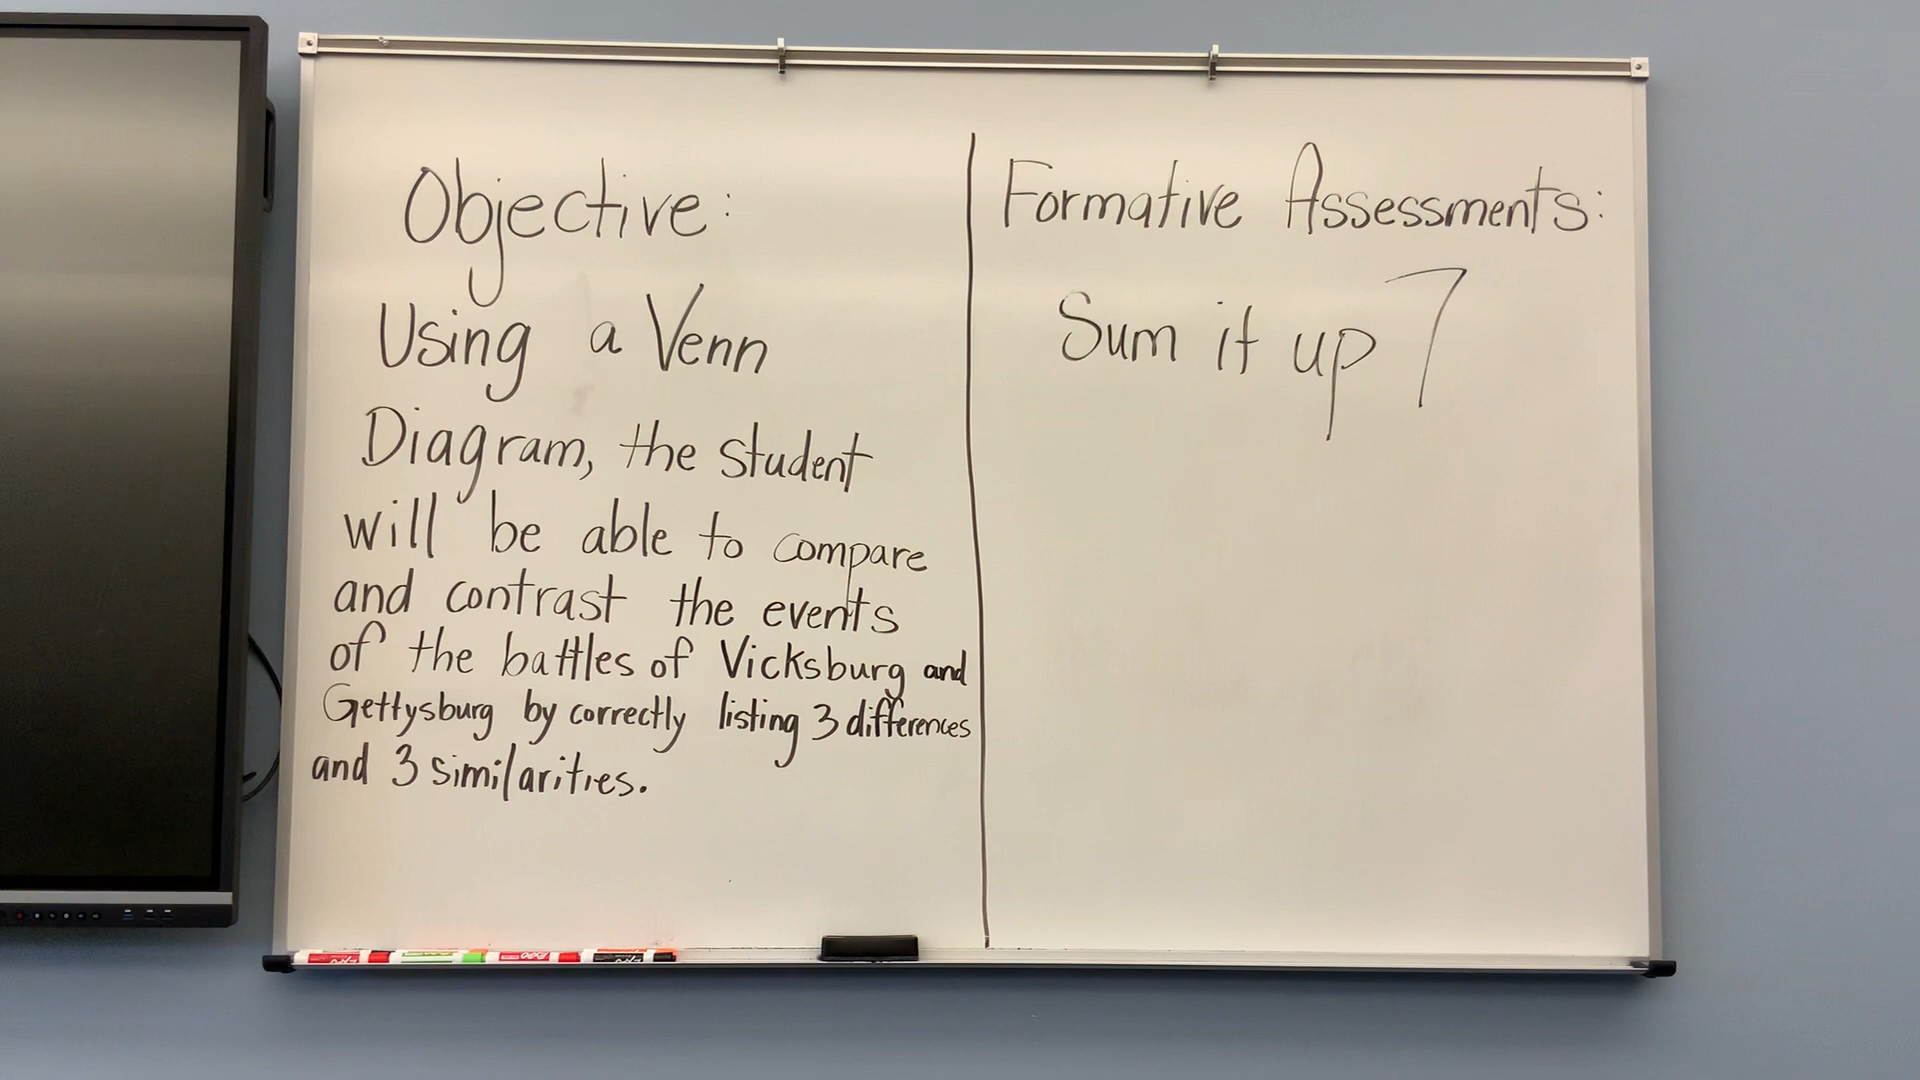 Objective:
Using a Venn
Diagram, the student
will be able to compare
and contrast the events
of the battles of Vicksburg and
Gettysburg by correctly listing 3 differences
and 3 similarities.
Formative Assessments:
Sum it up 7
EXPO